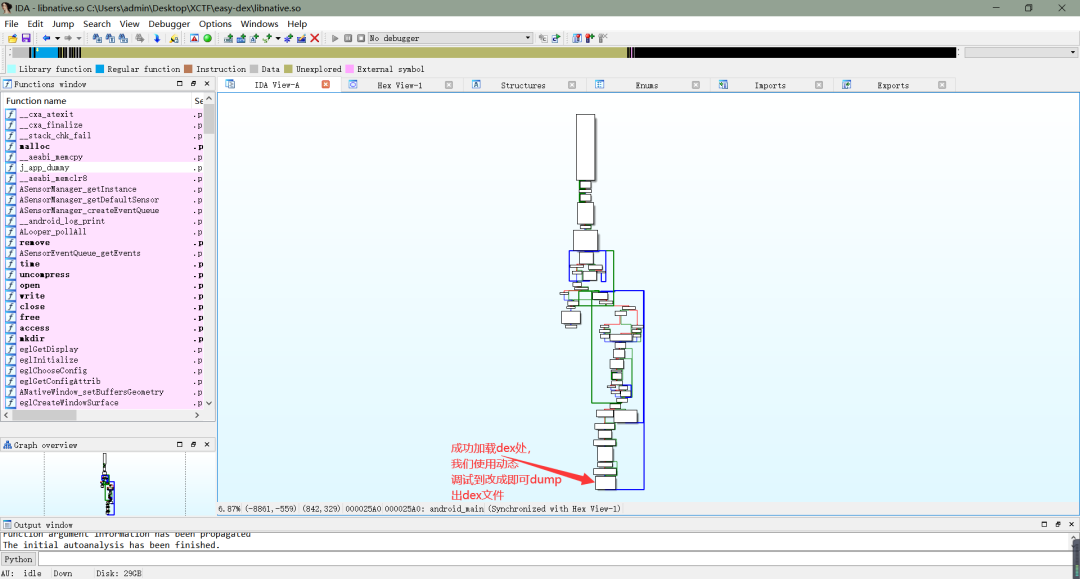 IDA - libnative.so C:\Users\admin\Desktop\XCTF\easy-dex\libnative.so
File Edit Jump Search View Debugger Options Windows Help
No debugger
Library function Regular function Instruction Data Unexplored External symbol
Functions window
IDA View-A Hex View-1 Structures Enums Imports Exports
Function name Se
__cxa_atexit .p
__cxa_finalize .p
__stack_chk_fail .p
malloc .p
__aeabi_memcpy .p
j_app_dummy .p
__aeabi_memclr8 .p
ASensorManager_getInstance .p
ASensorManager_getDefaultSensor .p
ASensorManager_createEventQueue .p
__android_log_print .p
ALooper_pollAll .p
remove .p
ASensorEventQueue_getEvents .p
time .p
uncompress .p
open .p
write .p
close .p
free .p
access .p
mkdir .p
eglGetDisplay .p
eglInitialize .p
eglChooseConfig .p
eglGetConfigAttrib .p
ANativeWindow_setBuffersGeometry .p
eglCreateWindowSurface .p
Graph overview
成功加载dex处,
我们使用动态
调试到改成即可dump
出dex文件
6.87% (-8861,-559) (842,329) 000025A0 000025A0: android_main (Synchronized with Hex View-1)
Output window
Function argument information has been propagated
The initial autoanalysis has been finished.
Python
AU: idle Down Disk: 29GB